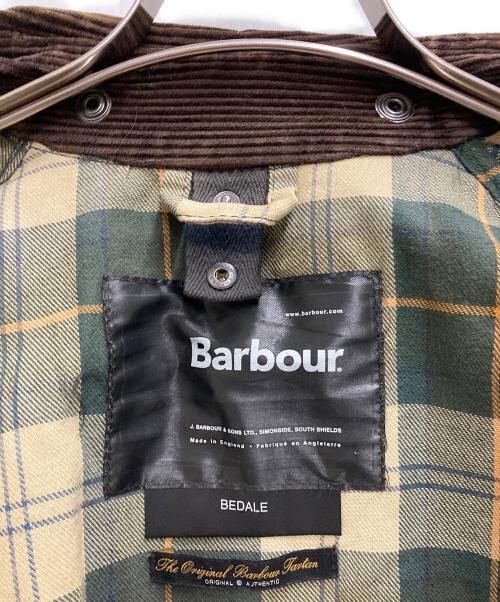 www.barbour.com
Barbour.
J. BARBOUR & SONS LTD., SIMONSIDE, SOUTH SHIELDS
Made in England • Fabriqué en Angleterre
BEDALE
The Original Barbour Tartan
ORIGINAL & AUTHENTIC